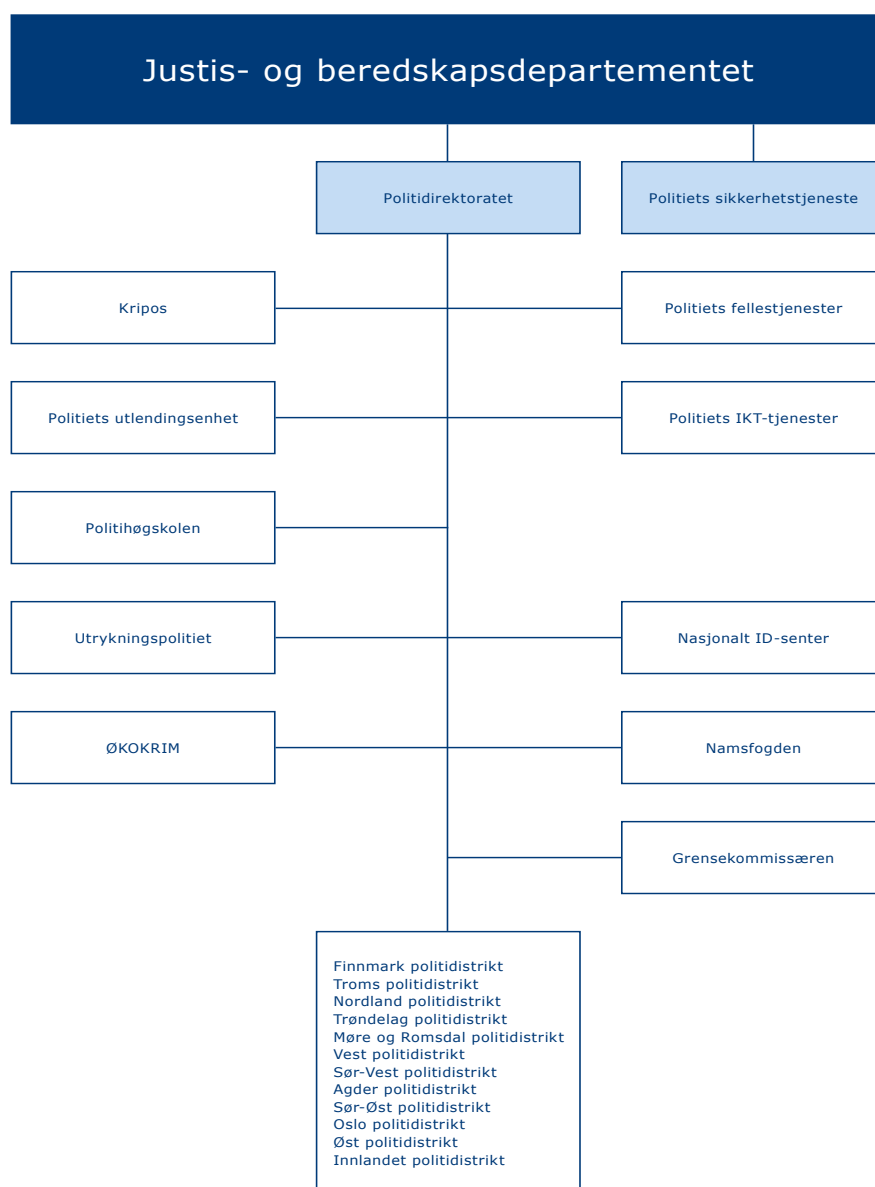 Justis- og beredskapsdepartementet
Politidirektoratet
Politiets sikkerhetstjeneste
Kripos
Politiets fellestjenester
Politiets utlendingsenhet
Politiets IKT-tjenester
Politihøgskolen
Utrykningspolitiet
Nasjonalt ID-senter
ØKOKRIM
Namsfogden
Grensekommissæren
Finnmark politidistrikt
Troms politidistrikt
Nordland politidistrikt
Trøndelag politidistrikt
Møre og Romsdal politidistrikt
Vest politidistrikt
Sør-Vest politidistrikt
Agder politidistrikt
Sør-Øst politidistrikt
Oslo politidistrikt
Øst politidistrikt
Innlandet politidistrikt